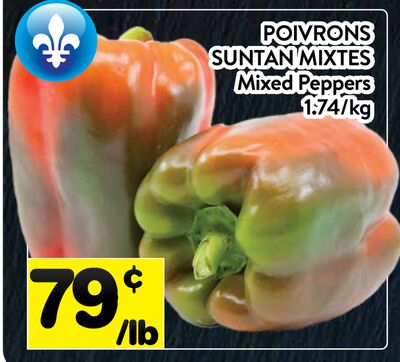 POIVRONS
SUNTAN MIXTES
Mixed Peppers
1.74/kg
79¢
/lb